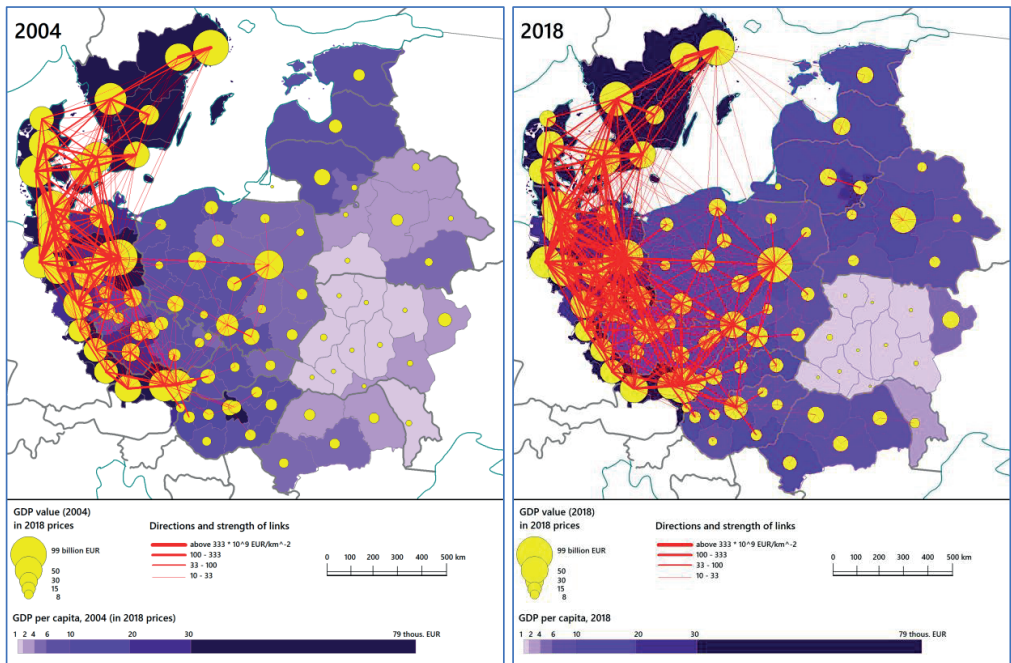 2004
GDP value (2004)
in 2018 prices
99 billion EUR
50
30
15
8
Directions and strength of links
above 333 * 10^9 EUR/km^-2
100 - 333
33 - 100
10 - 33
0 100 200 300 400 500 km
GDP per capita, 2004 (in 2018 prices)
1 2 4 6 10 20 30 79 thous. EUR
2018
GDP value (2018)
in 2018 prices
99 billion EUR
50
30
15
8
Directions and strength of links
above 333 * 10^9 EUR/km^-2
100 - 333
33 - 100
10 - 33
0 100 200 300 400 500 km
GDP per capita, 2018
1 2 4 6 10 20 30 79 thous. EUR